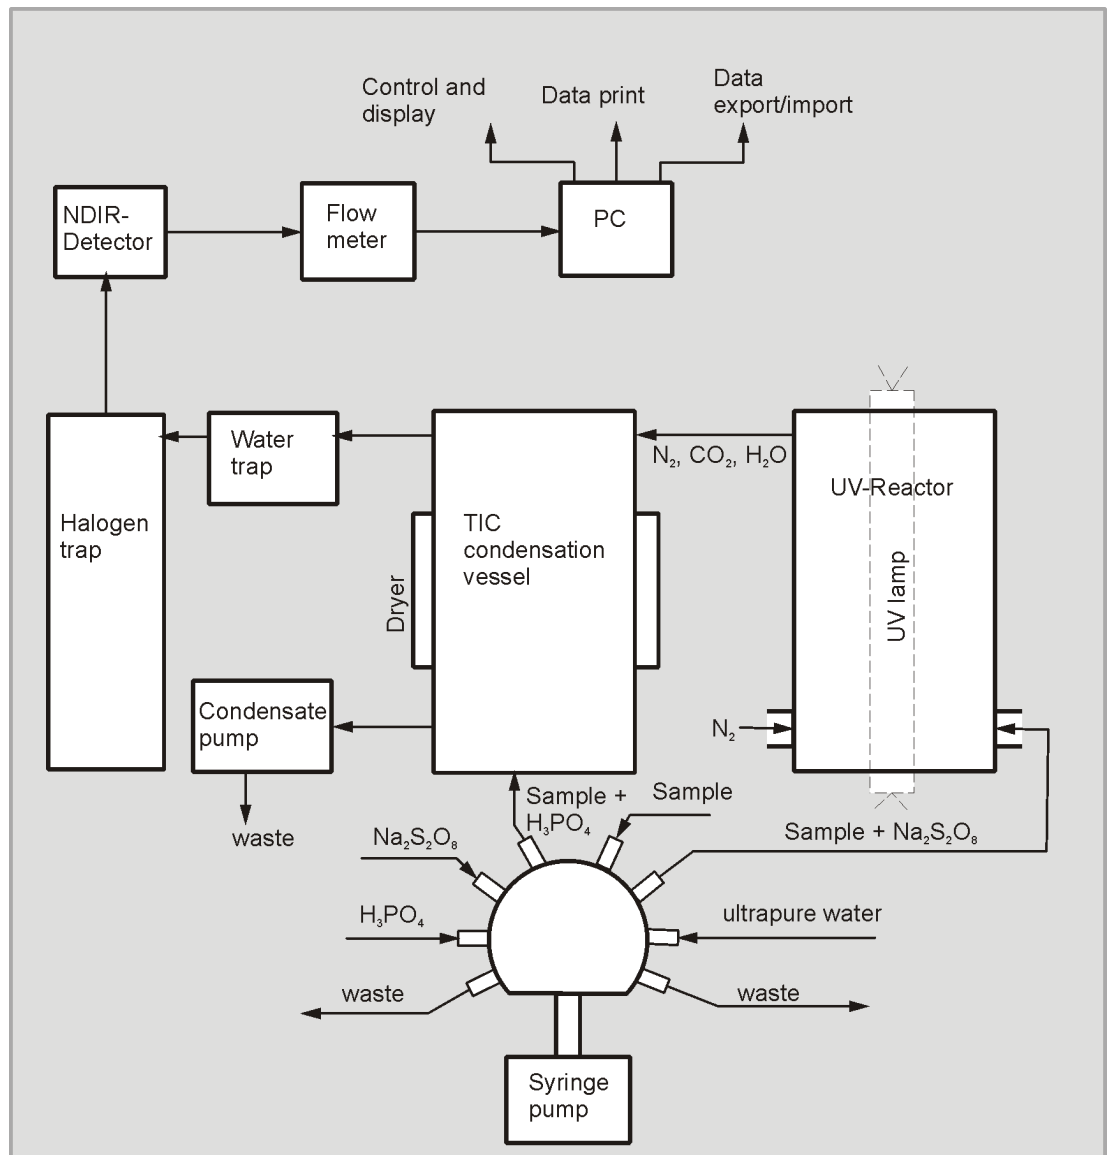 Control and
display
Data print
Data
export/import
NDIR-
Detector
Flow
meter
PC
Halogen
trap
Water
trap
TIC
condensation
vessel
Dryer
N₂, CO₂, H₂O
UV-Reactor
UV lamp
Condensate
pump
waste
N₂
Sample +
H₃PO₄
Sample
Sample + Na₂S₂O₈
Na₂S₂O₈
H₃PO₄
ultrapure water
waste
waste
Syringe
pump